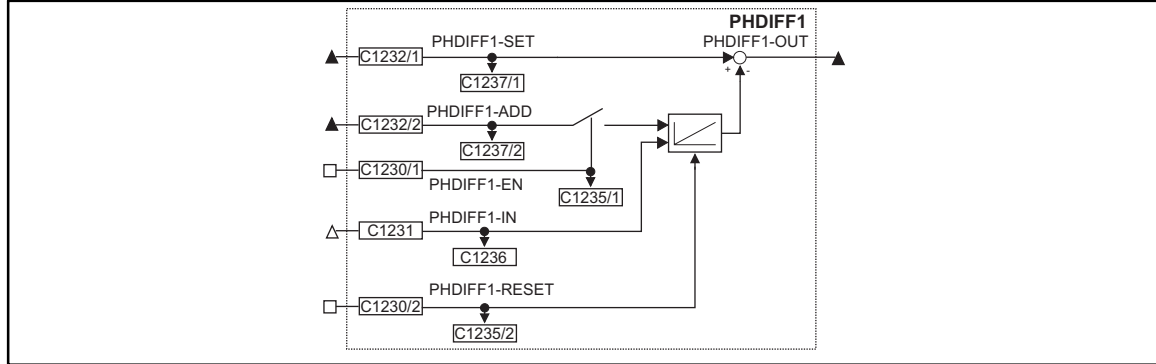 PHDIFF1
PHDIFF1-SET
PHDIFF1-OUT
C1232/1
+ -
C1237/1
PHDIFF1-ADD
C1232/2
C1237/2
C1230/1
PHDIFF1-EN
C1235/1
PHDIFF1-IN
C1231
C1236
PHDIFF1-RESET
C1230/2
C1235/2